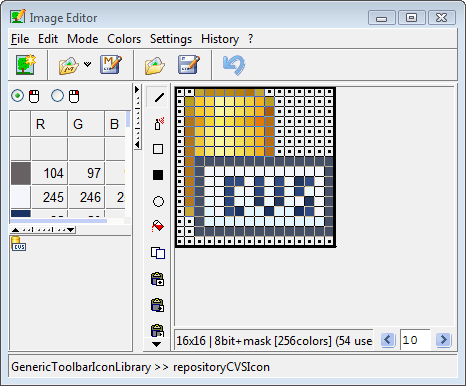 Image Editor
File Edit Mode Colors Settings History ?
R G B
104 97
245 246 2
CVS
16x16 | 8bit+mask [256colors] (54 use
10
GenericToolbarIconLibrary >> repositoryCVSIcon